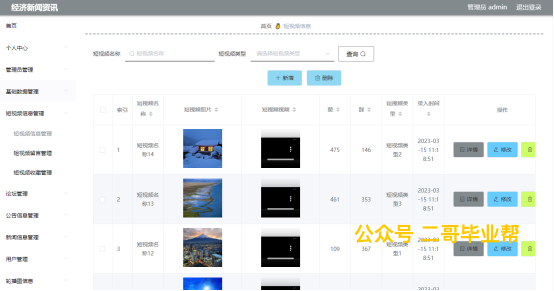 经济新闻资讯
管理员 admin 退出登录
首页
首页 短视频信息
个人中心
短视频名称 短视频名称 短视频类型 请选择短视频类型 查询
管理员管理
+ 新增 删除
基础数据管理
短视频信息管理
索引 短视频名称 短视频图片 短视频视频 短视频类型 录入时间 操作
短视频信息管理
1 短视频名称14 475 146 短视频类型2 2023-03-15 11:18:51 详情 修改
短视频留言管理
短视频收藏管理
2 短视频名称13 461 353 短视频类型3 2023-03-15 11:18:51 详情 修改
论坛管理
公告信息管理
公众号 二哥毕业帮
新闻信息管理
3 短视频名称12 109 367 短视频类型1 详情 修改
用户管理
轮播图信息